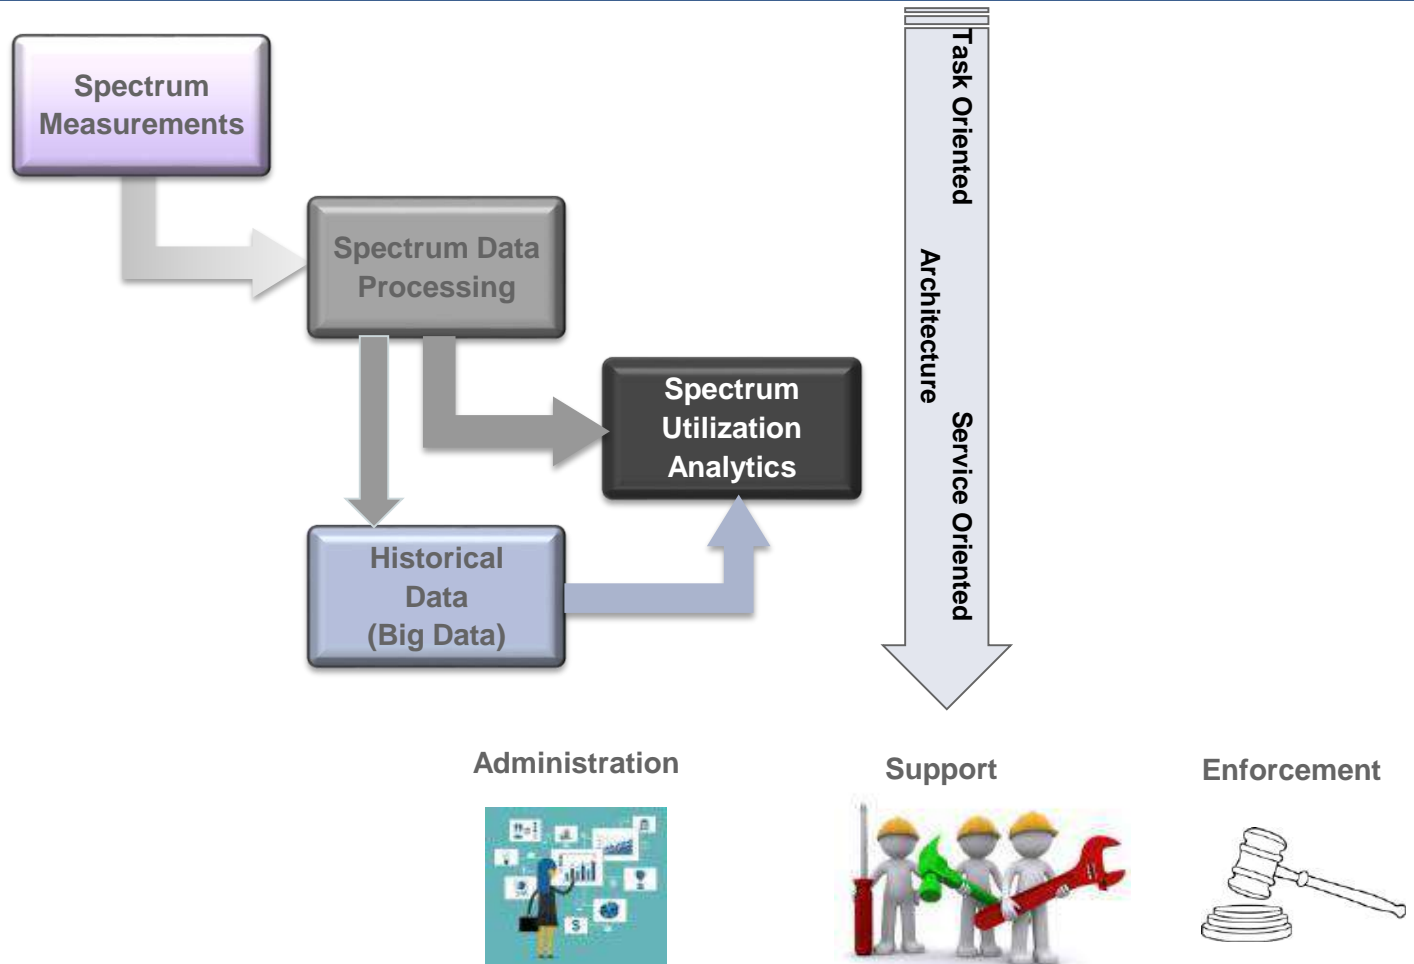 Spectrum
Measurements
Spectrum Data
Processing
Spectrum
Utilization
Analytics
Historical
Data
(Big Data)
Task Oriented
Architecture
Service Oriented
Administration
Support
Enforcement
$